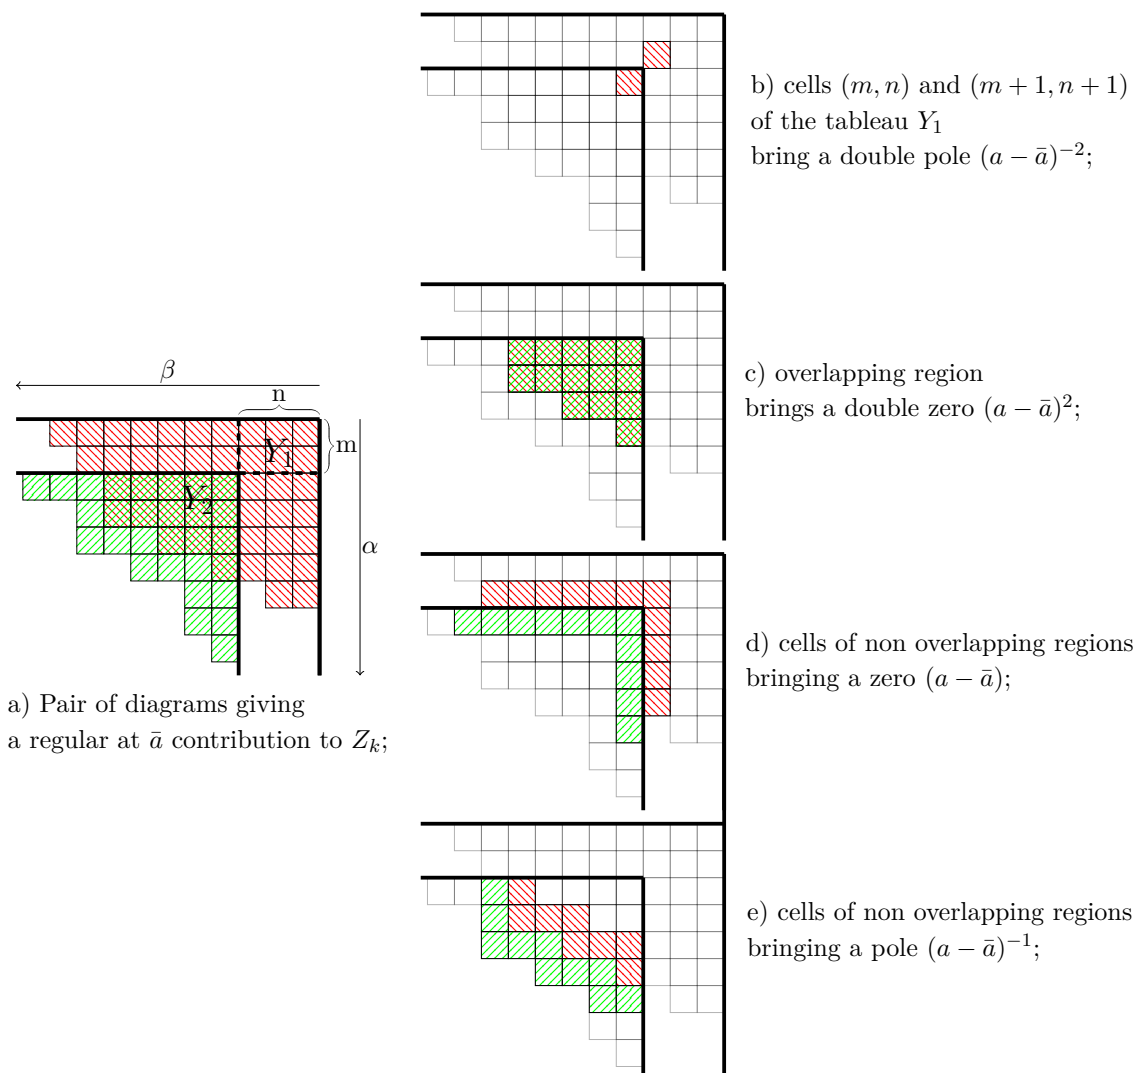 b) cells (m, n) and (m + 1, n + 1)
of the tableau Y₁
bring a double pole (a − ā)⁻²;
c) overlapping region
brings a double zero (a − ā)²;
β
n
m
Y₁
Y₂
α
a) Pair of diagrams giving
a regular at ā contribution to Zₖ;
d) cells of non overlapping regions
bringing a zero (a − ā);
e) cells of non overlapping regions
bringing a pole (a − ā)⁻¹;